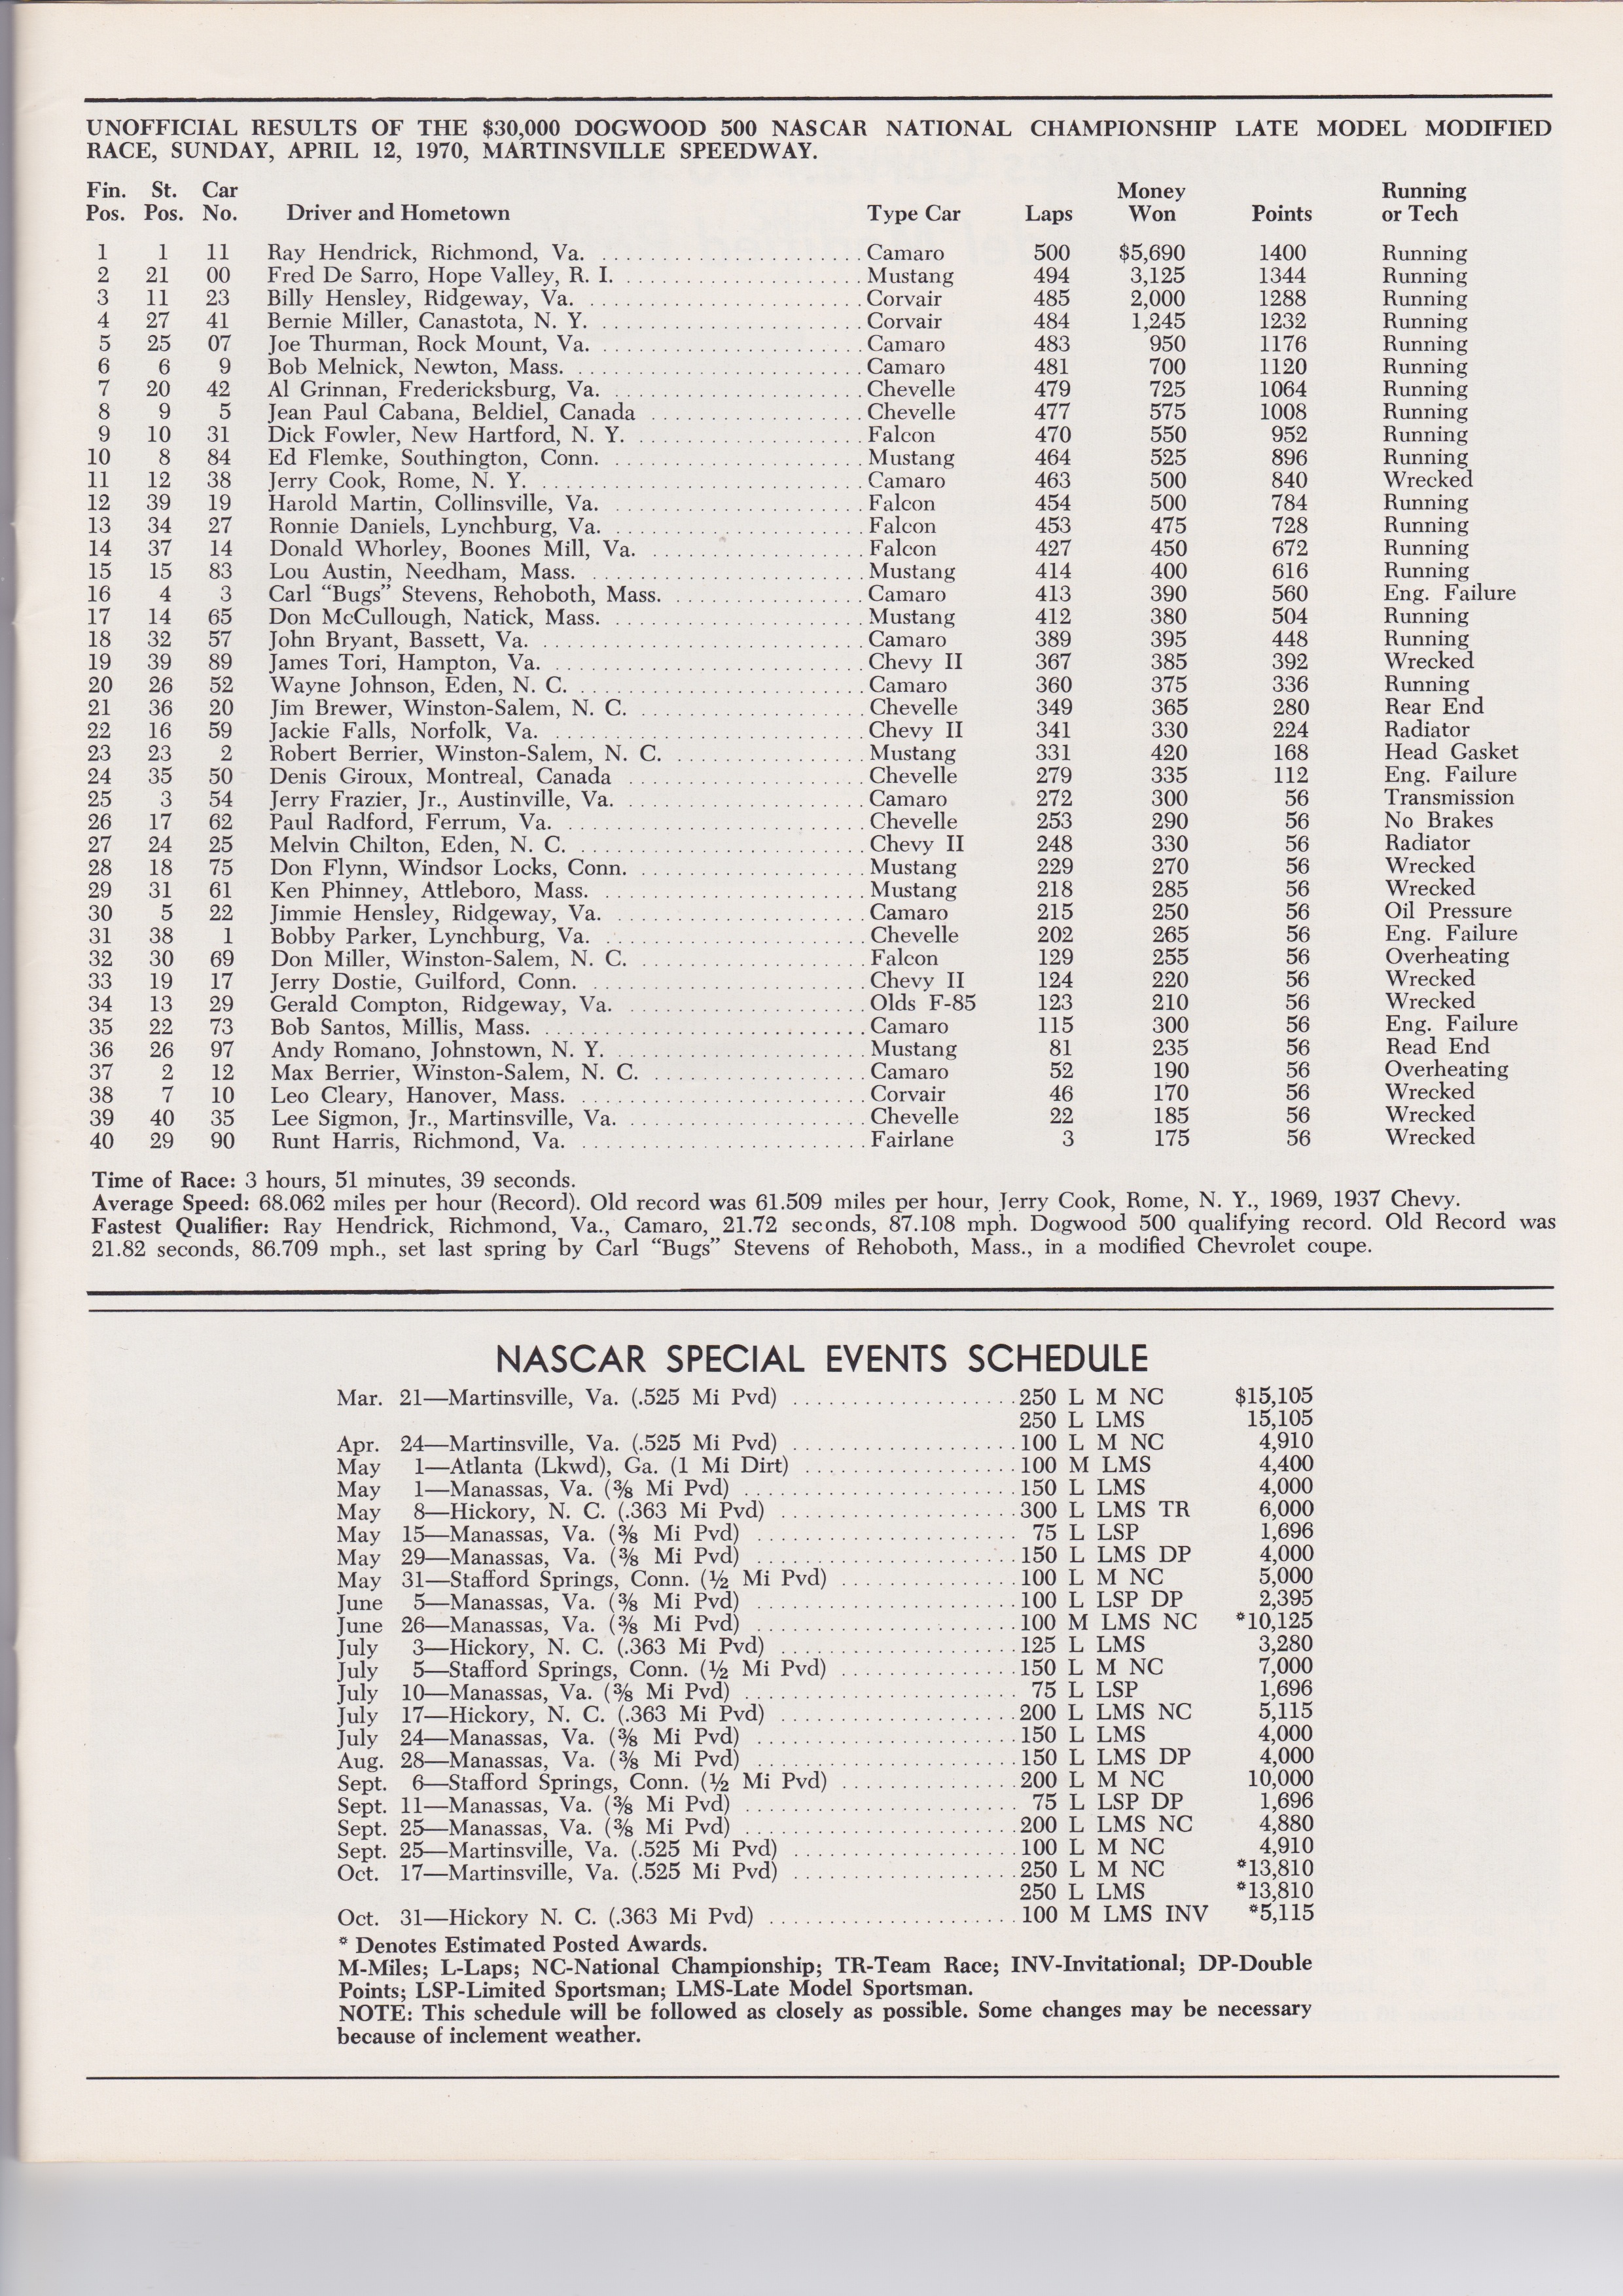 UNOFFICIAL RESULTS OF THE $30,000 DOGWOOD 500 NASCAR NATIONAL CHAMPIONSHIP LATE MODEL MODIFIED
RACE, SUNDAY, APRIL 12, 1970, MARTINSVILLE SPEEDWAY.
Fin. St. Car Money Running
Pos. Pos. No. Driver and Hometown Type Car Laps Won Points or Tech
1 1 11 Ray Hendrick, Richmond, Va. Camaro 500 $5,690 1400 Running
2 21 00 Fred De Sarro, Hope Valley, R. I. Mustang 494 3,125 1344 Running
3 11 23 Billy Hensley, Ridgeway, Va. Corvair 485 2,000 1288 Running
4 27 41 Bernie Miller, Canastota, N. Y. Corvair 484 1,245 1232 Running
5 25 07 Joe Thurman, Rock Mount, Va. Camaro 483 950 1176 Running
6 6 9 Bob Melnick, Newton, Mass. Camaro 481 700 1120 Running
7 20 42 Al Grinnan, Fredericksburg, Va. Chevelle 479 725 1064 Running
8 9 5 Jean Paul Cabana, Beldiel, Canada Chevelle 477 575 1008 Running
9 10 31 Dick Fowler, New Hartford, N. Y. Falcon 470 550 952 Running
10 8 84 Ed Flemke, Southington, Conn. Mustang 464 525 896 Running
11 12 38 Jerry Cook, Rome, N. Y. Camaro 463 500 840 Wrecked
12 39 19 Harold Martin, Collinsville, Va. Falcon 454 500 784 Running
13 34 27 Ronnie Daniels, Lynchburg, Va. Falcon 453 475 728 Running
14 37 14 Donald Whorley, Boones Mill, Va. Falcon 427 450 672 Running
15 15 83 Lou Austin, Needham, Mass. Mustang 414 400 616 Running
16 4 3 Carl “Bugs” Stevens, Rehoboth, Mass. Camaro 413 390 560 Eng. Failure
17 14 65 Don McCullough, Natick, Mass. Mustang 412 380 504 Running
18 32 57 John Bryant, Bassett, Va. Camaro 389 395 448 Running
19 39 89 James Tori, Hampton, Va. Chevy II 367 385 392 Wrecked
20 26 52 Wayne Johnson, Eden, N. C. Camaro 360 375 336 Running
21 36 20 Jim Brewer, Winston-Salem, N. C. Chevelle 349 365 280 Rear End
22 16 59 Jackie Falls, Norfolk, Va. Chevy II 341 330 224 Radiator
23 23 2 Robert Berrier, Winston-Salem, N. C. Mustang 331 420 168 Head Gasket
24 35 50 Denis Giroux, Montreal, Canada Chevelle 279 335 112 Eng. Failure
25 3 54 Jerry Frazier, Jr., Austinville, Va. Camaro 272 300 56 Transmission
26 17 62 Paul Radford, Ferrum, Va. Chevelle 253 290 56 No Brakes
27 24 25 Melvin Chilton, Eden, N. C. Chevy II 248 330 56 Radiator
28 18 75 Don Flynn, Windsor Locks, Conn. Mustang 229 270 56 Wrecked
29 31 61 Ken Phinney, Attleboro, Mass. Mustang 218 285 56 Wrecked
30 5 22 Jimmie Hensley, Ridgeway, Va. Camaro 215 250 56 Oil Pressure
31 38 1 Bobby Parker, Lynchburg, Va. Chevelle 202 265 56 Eng. Failure
32 30 69 Don Miller, Winston-Salem, N. C. Falcon 129 255 56 Overheating
33 19 17 Jerry Dostie, Guilford, Conn. Chevy II 124 220 56 Wrecked
34 13 29 Gerald Compton, Ridgeway, Va. Olds F-85 123 210 56 Wrecked
35 22 73 Bob Santos, Millis, Mass. Camaro 115 300 56 Eng. Failure
36 26 97 Andy Romano, Johnstown, N. Y. Mustang 81 235 56 Read End
37 2 12 Max Berrier, Winston-Salem, N. C. Camaro 52 190 56 Overheating
38 7 10 Leo Cleary, Hanover, Mass. Corvair 46 170 56 Wrecked
39 40 35 Lee Sigmon, Jr., Martinsville, Va. Chevelle 22 185 56 Wrecked
40 29 90 Runt Harris, Richmond, Va. Fairlane 3 175 56 Wrecked
Time of Race: 3 hours, 51 minutes, 39 seconds.
Average Speed: 68.062 miles per hour (Record). Old record was 61.509 miles per hour, Jerry Cook, Rome, N. Y., 1969, 1937 Chevy.
Fastest Qualifier: Ray Hendrick, Richmond, Va., Camaro, 21.72 seconds, 87.108 mph. Dogwood 500 qualifying record. Old Record was
21.82 seconds, 86.709 mph., set last spring by Carl “Bugs” Stevens of Rehoboth, Mass., in a modified Chevrolet coupe.
NASCAR SPECIAL EVENTS SCHEDULE
Mar. 21—Martinsville, Va. (.525 Mi Pvd) 250 L M NC $15,105
250 L LMS 15,105
Apr. 24—Martinsville, Va. (.525 Mi Pvd) 100 L M NC 4,910
May 1—Atlanta (Lkwd), Ga. (1 Mi Dirt) 100 M LMS 4,400
May 1—Manassas, Va. (⅜ Mi Pvd) 150 L LMS 4,000
May 8—Hickory, N. C. (.363 Mi Pvd) 300 L LMS TR 6,000
May 15—Manassas, Va. (⅜ Mi Pvd) 75 L LSP 1,696
May 29—Manassas, Va. (⅜ Mi Pvd) 150 L LMS DP 4,000
May 31—Stafford Springs, Conn. (½ Mi Pvd) 100 L M NC 5,000
June 5—Manassas, Va. (⅜ Mi Pvd) 100 L LSP DP 2,395
June 26—Manassas, Va. (⅜ Mi Pvd) 100 M LMS NC *10,125
July 3—Hickory, N. C. (.363 Mi Pvd) 125 L LMS 3,280
July 5—Stafford Springs, Conn. (½ Mi Pvd) 150 L M NC 7,000
July 10—Manassas, Va. (⅜ Mi Pvd) 75 L LSP 1,696
July 17—Hickory, N. C. (.363 Mi Pvd) 200 L LMS NC 5,115
July 24—Manassas, Va. (⅜ Mi Pvd) 150 L LMS 4,000
Aug. 28—Manassas, Va. (⅜ Mi Pvd) 150 L LMS DP 4,000
Sept. 6—Stafford Springs, Conn. (½ Mi Pvd) 200 L M NC 10,000
Sept. 11—Manassas, Va. (⅜ Mi Pvd) 75 L LSP DP 1,696
Sept. 25—Manassas, Va. (⅜ Mi Pvd) 200 L LMS NC 4,880
Sept. 25—Martinsville, Va. (.525 Mi Pvd) 100 L M NC 4,910
Oct. 17—Martinsville, Va. (.525 Mi Pvd) 250 L M NC *13,810
250 L LMS *13,810
Oct. 31—Hickory N. C. (.363 Mi Pvd) 100 M LMS INV *5,115
* Denotes Estimated Posted Awards.
M-Miles; L-Laps; NC-National Championship; TR-Team Race; INV-Invitational; DP-Double
Points; LSP-Limited Sportsman; LMS-Late Model Sportsman.
NOTE: This schedule will be followed as closely as possible. Some changes may be necessary
because of inclement weather.